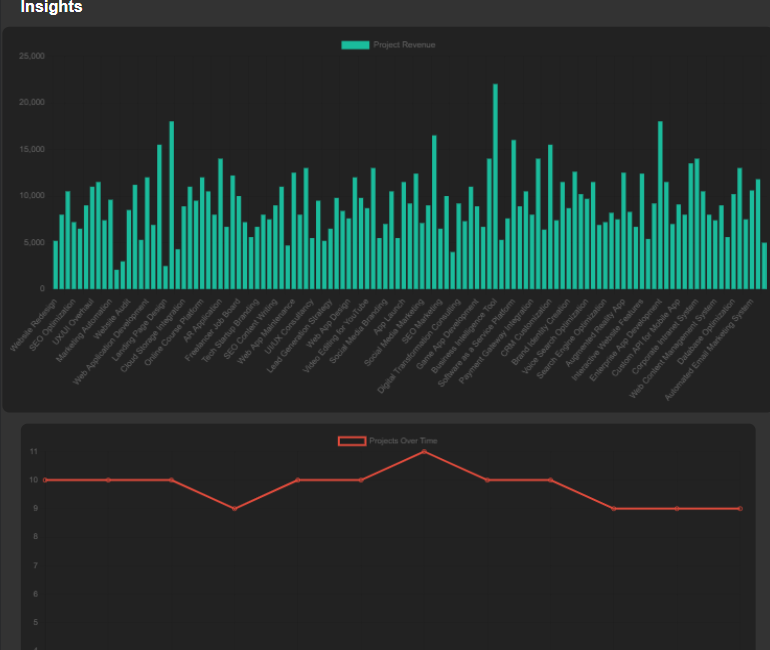 Insights
Project Revenue
25,000
20,000
15,000
10,000
5,000
0
Website Redesign
SEO Optimization
UX/UI Overhaul
Marketing Automation
Website Audit
Web Application Development
Landing Page Design
Cloud Storage Integration
Online Course Platform
AR Application
Freelancer Job Board
Tech Startup Branding
SEO Content Writing
Web App Maintenance
UI/UX Consultancy
Lead Generation Strategy
Web App Design
Video Editing for YouTube
Social Media Branding
App Launch
Social Media Marketing
SEO Marketing
Digital Transformation Consulting
Game App Development
Business Intelligence Tool
Software as a Service Platform
Payment Gateway Integration
CRM Customization
Brand Identity Creation
Voice Search Optimization
Search Engine Optimization
Augmented Reality App
Interactive Website Features
Enterprise App Development
Custom API for Mobile App
Corporate Intranet System
Web Content Management System
Database Optimization
Automated Email Marketing System
Projects Over Time
11
10
9
8
7
6
5